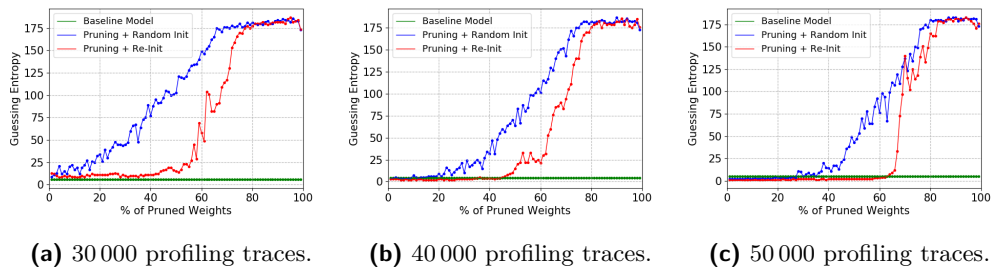 Baseline Model
Pruning + Random Init
Pruning + Re-Init
Guessing Entropy
175
150
125
100
75
50
25
0
0 20 40 60 80 100
% of Pruned Weights
(a) 30 000 profiling traces.
Baseline Model
Pruning + Random Init
Pruning + Re-Init
Guessing Entropy
175
150
125
100
75
50
25
0
0 20 40 60 80 100
% of Pruned Weights
(b) 40 000 profiling traces.
Baseline Model
Pruning + Random Init
Pruning + Re-Init
Guessing Entropy
175
150
125
100
75
50
25
0
0 20 40 60 80 100
% of Pruned Weights
(c) 50 000 profiling traces.